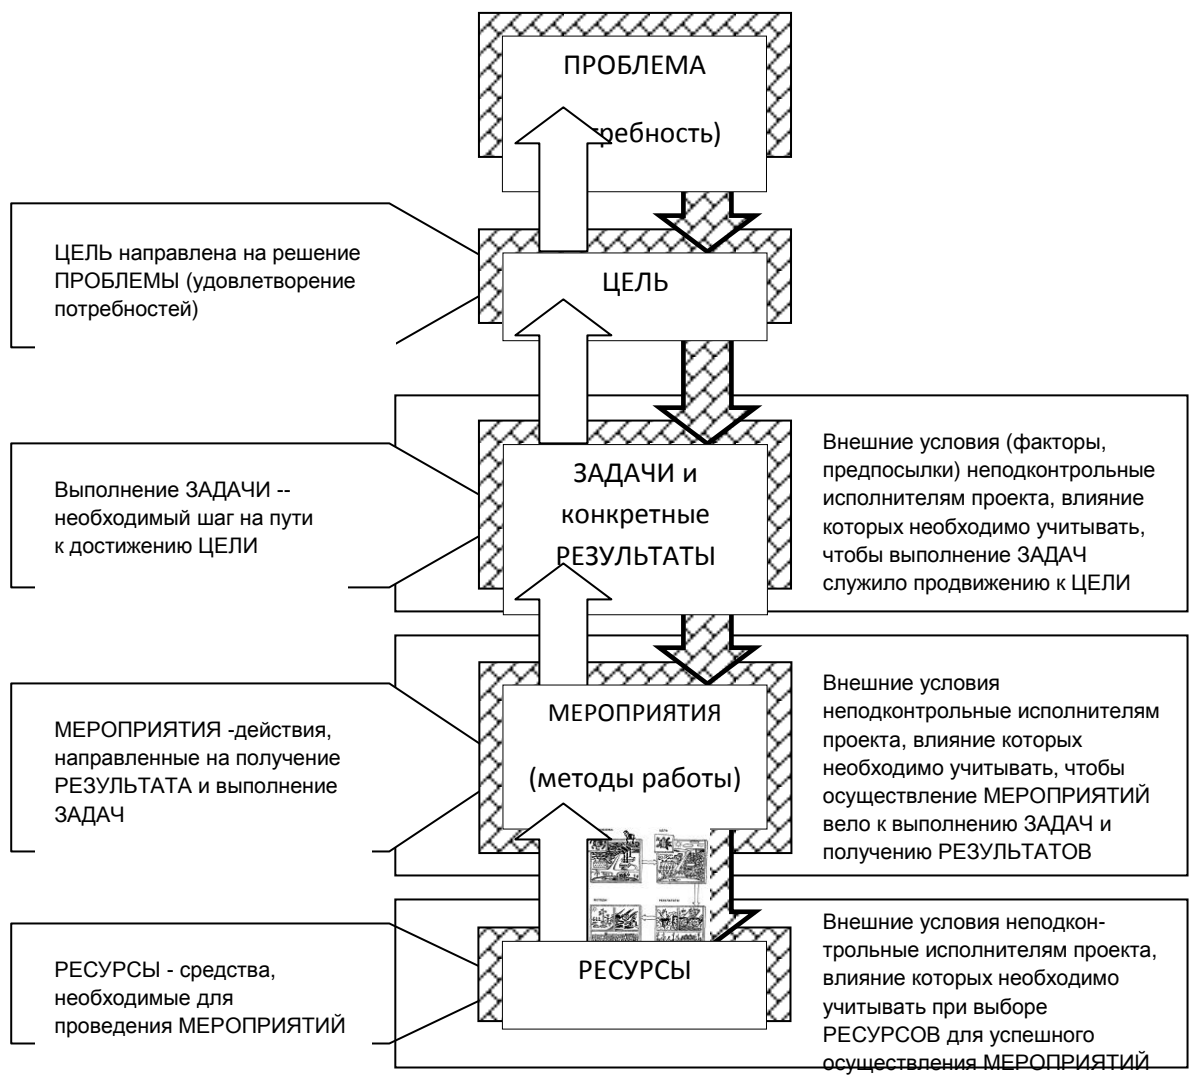 ПРОБЛЕМА
требность)
ЦЕЛЬ направлена на решение
ПРОБЛЕМЫ (удовлетворение
потребностей)
ЦЕЛЬ
Выполнение ЗАДАЧИ --
необходимый шаг на пути
к достижению ЦЕЛИ
ЗАДАЧИ и
конкретные
РЕЗУЛЬТАТЫ
Внешние условия (факторы,
предпосылки) неподконтрольные
исполнителям проекта, влияние
которых необходимо учитывать,
чтобы выполнение ЗАДАЧ
служило продвижению к ЦЕЛИ
МЕРОПРИЯТИЯ -действия,
направленные на получение
РЕЗУЛЬТАТА и выполнение
ЗАДАЧ
МЕРОПРИЯТИЯ
(методы работы)
Внешние условия
неподконтрольные исполнителям
проекта, влияние которых
необходимо учитывать, чтобы
осуществление МЕРОПРИЯТИЙ
вело к выполнению ЗАДАЧ и
получению РЕЗУЛЬТАТОВ
РЕСУРСЫ - средства,
необходимые для
проведения МЕРОПРИЯТИЙ
РЕСУРСЫ
Внешние условия неподкон-
трольные исполнителям проекта,
влияние которых необходимо
учитывать при выборе
РЕСУРСОВ для успешного
осуществления МЕРОПРИЯТИЙ